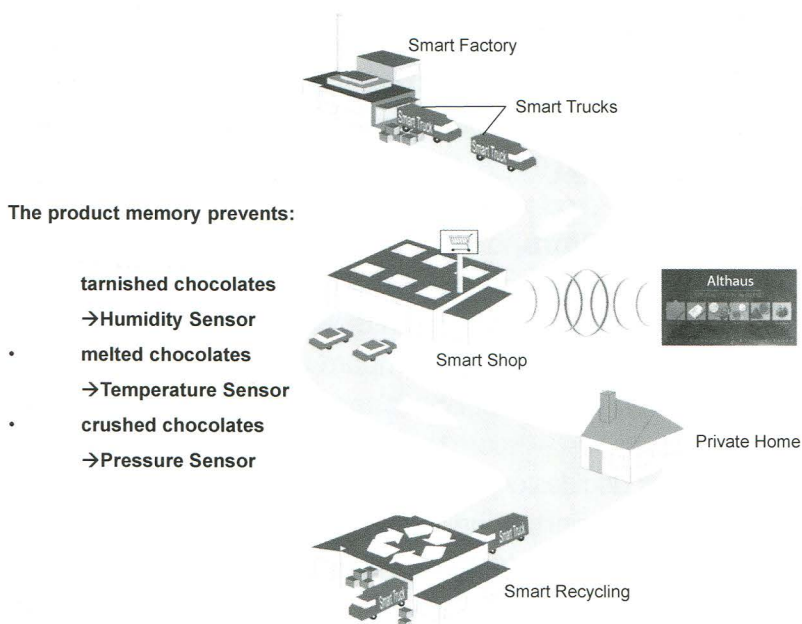 Smart Factory
Smart Trucks
Smart Truck
Smart Truck
The product memory prevents:
tarnished chocolates
→Humidity Sensor
• melted chocolates
→Temperature Sensor
• crushed chocolates
→Pressure Sensor
Althaus
Smart Shop
Private Home
Smart Truck
Smart Recycling
Smart Truck